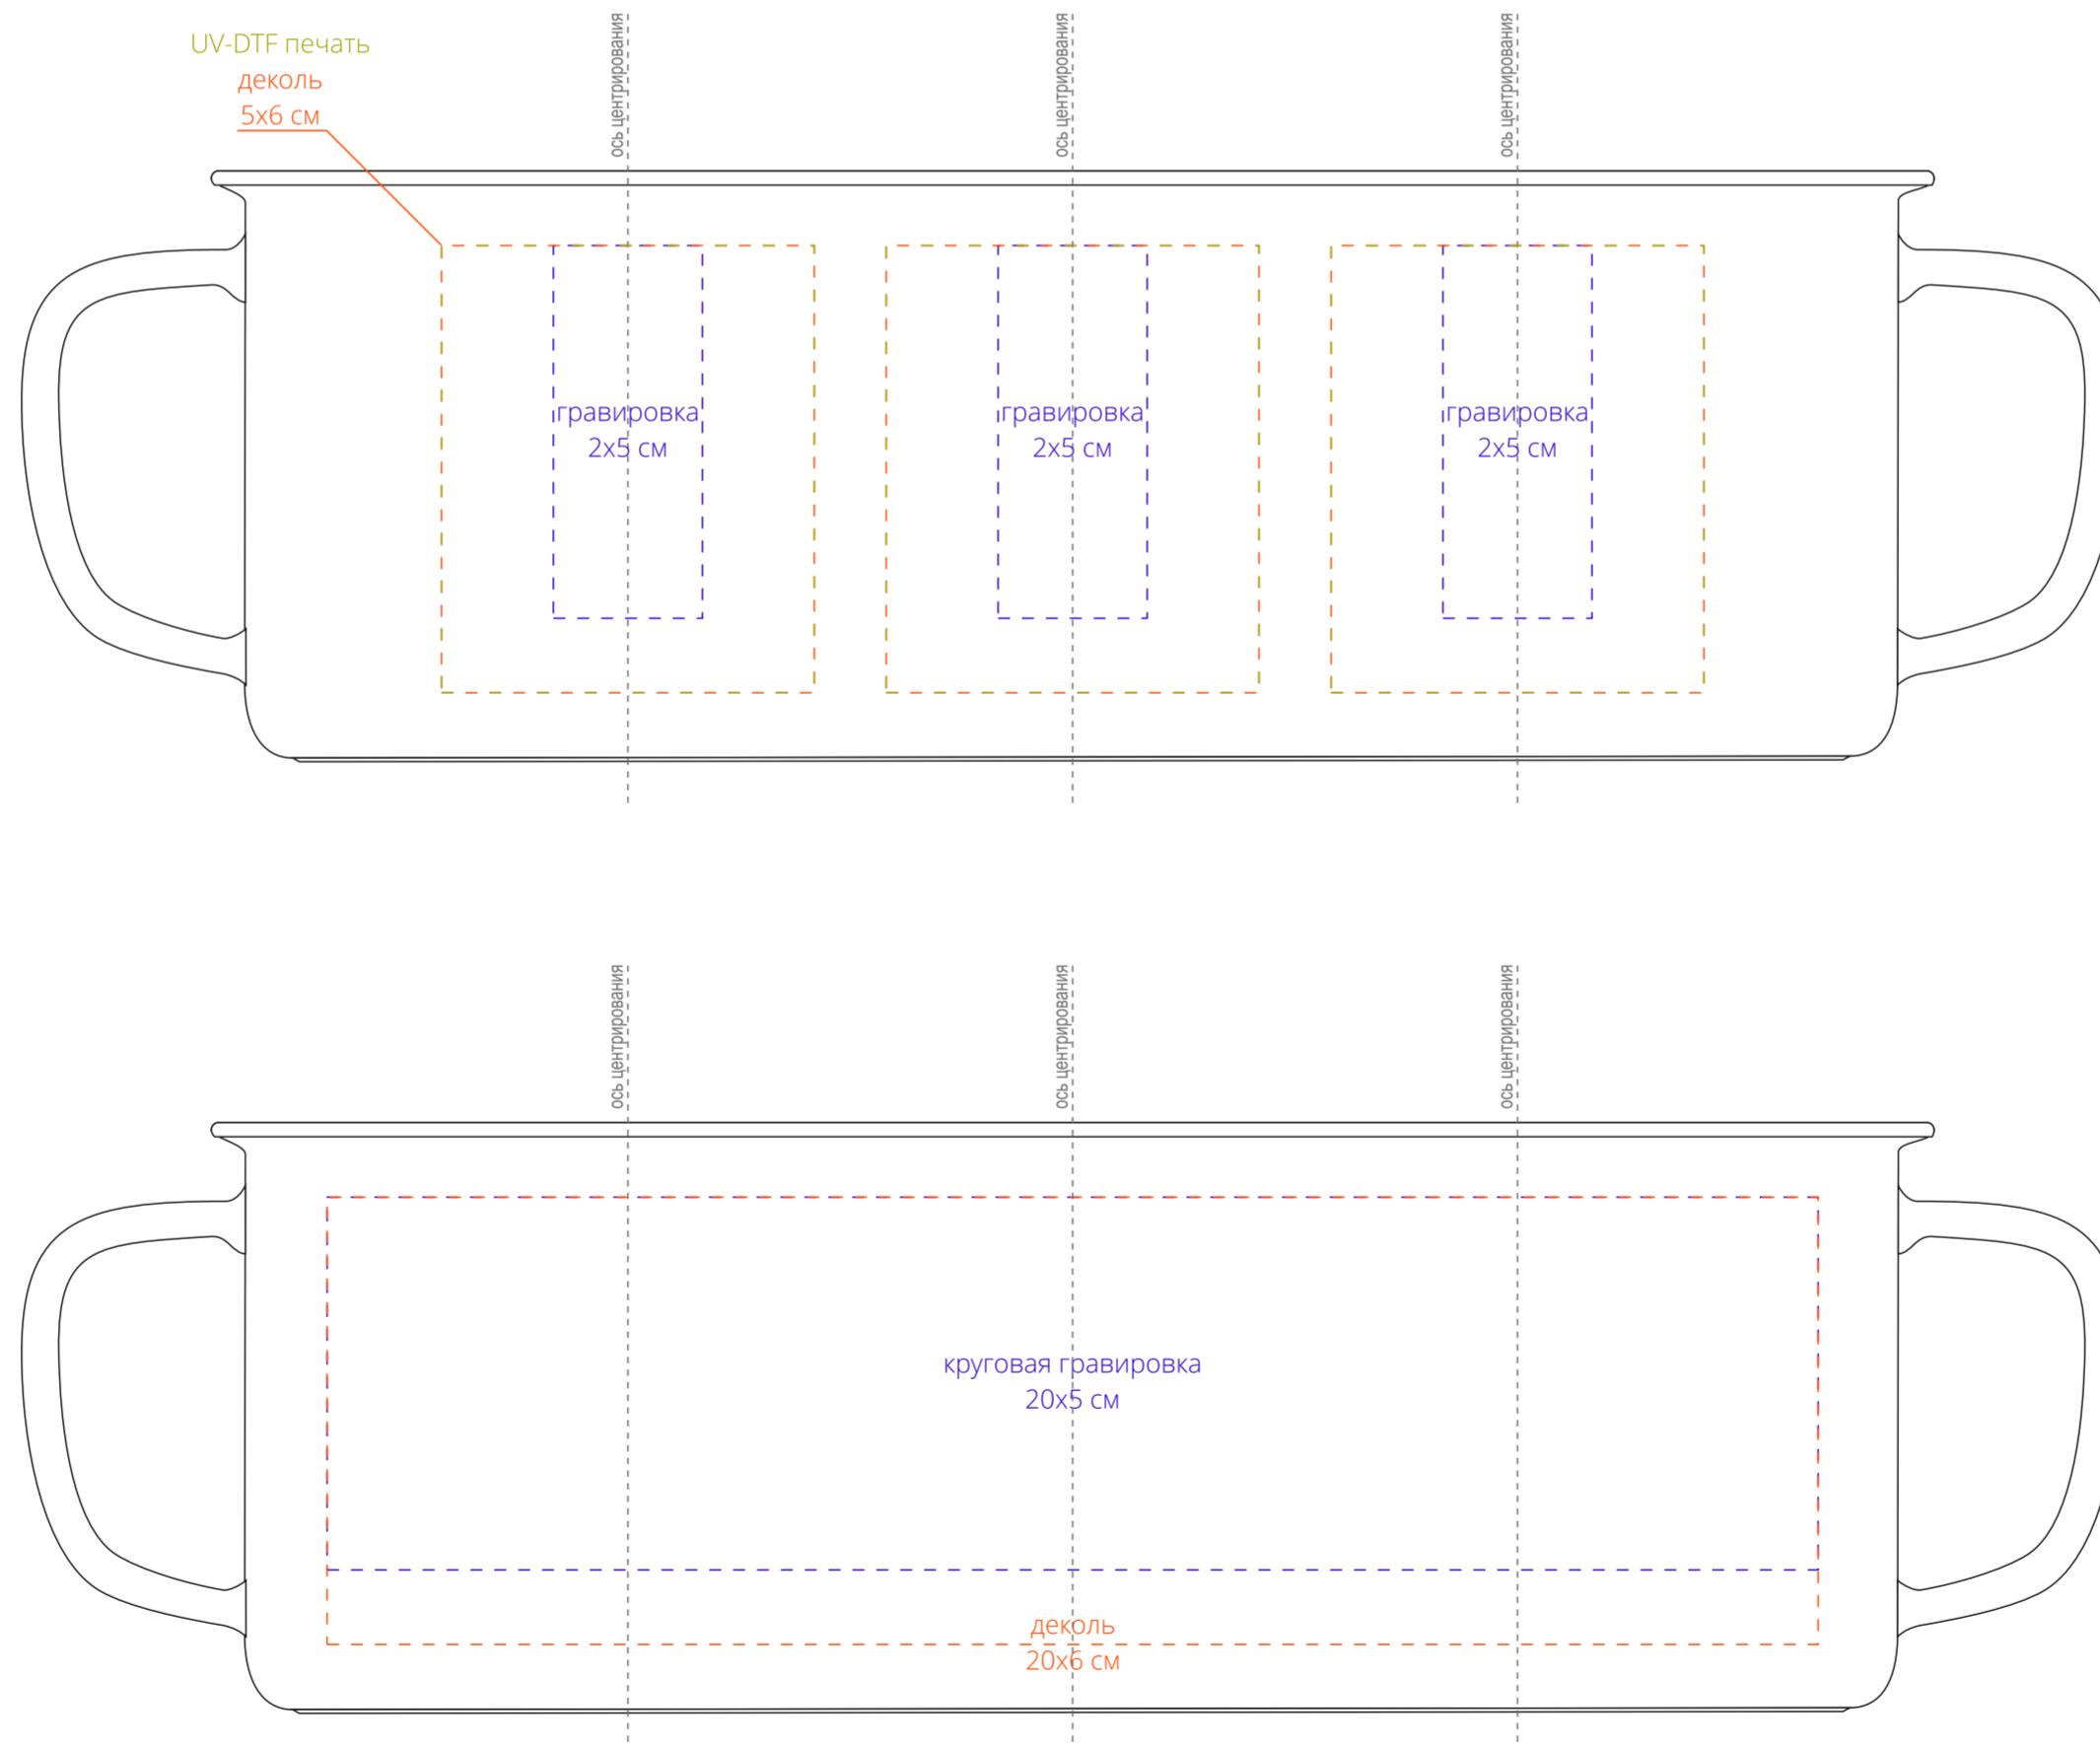 UV-DTF печать
деколь
5х6 см
ось центрирования
ось центрирования
ось центрирования
гравировка
2х5 см
гравировка
2х5 см
гравировка
2х5 см
ось центрирования
ось центрирования
ось центрирования
круговая гравировка
20х5 см
деколь
20х6 см